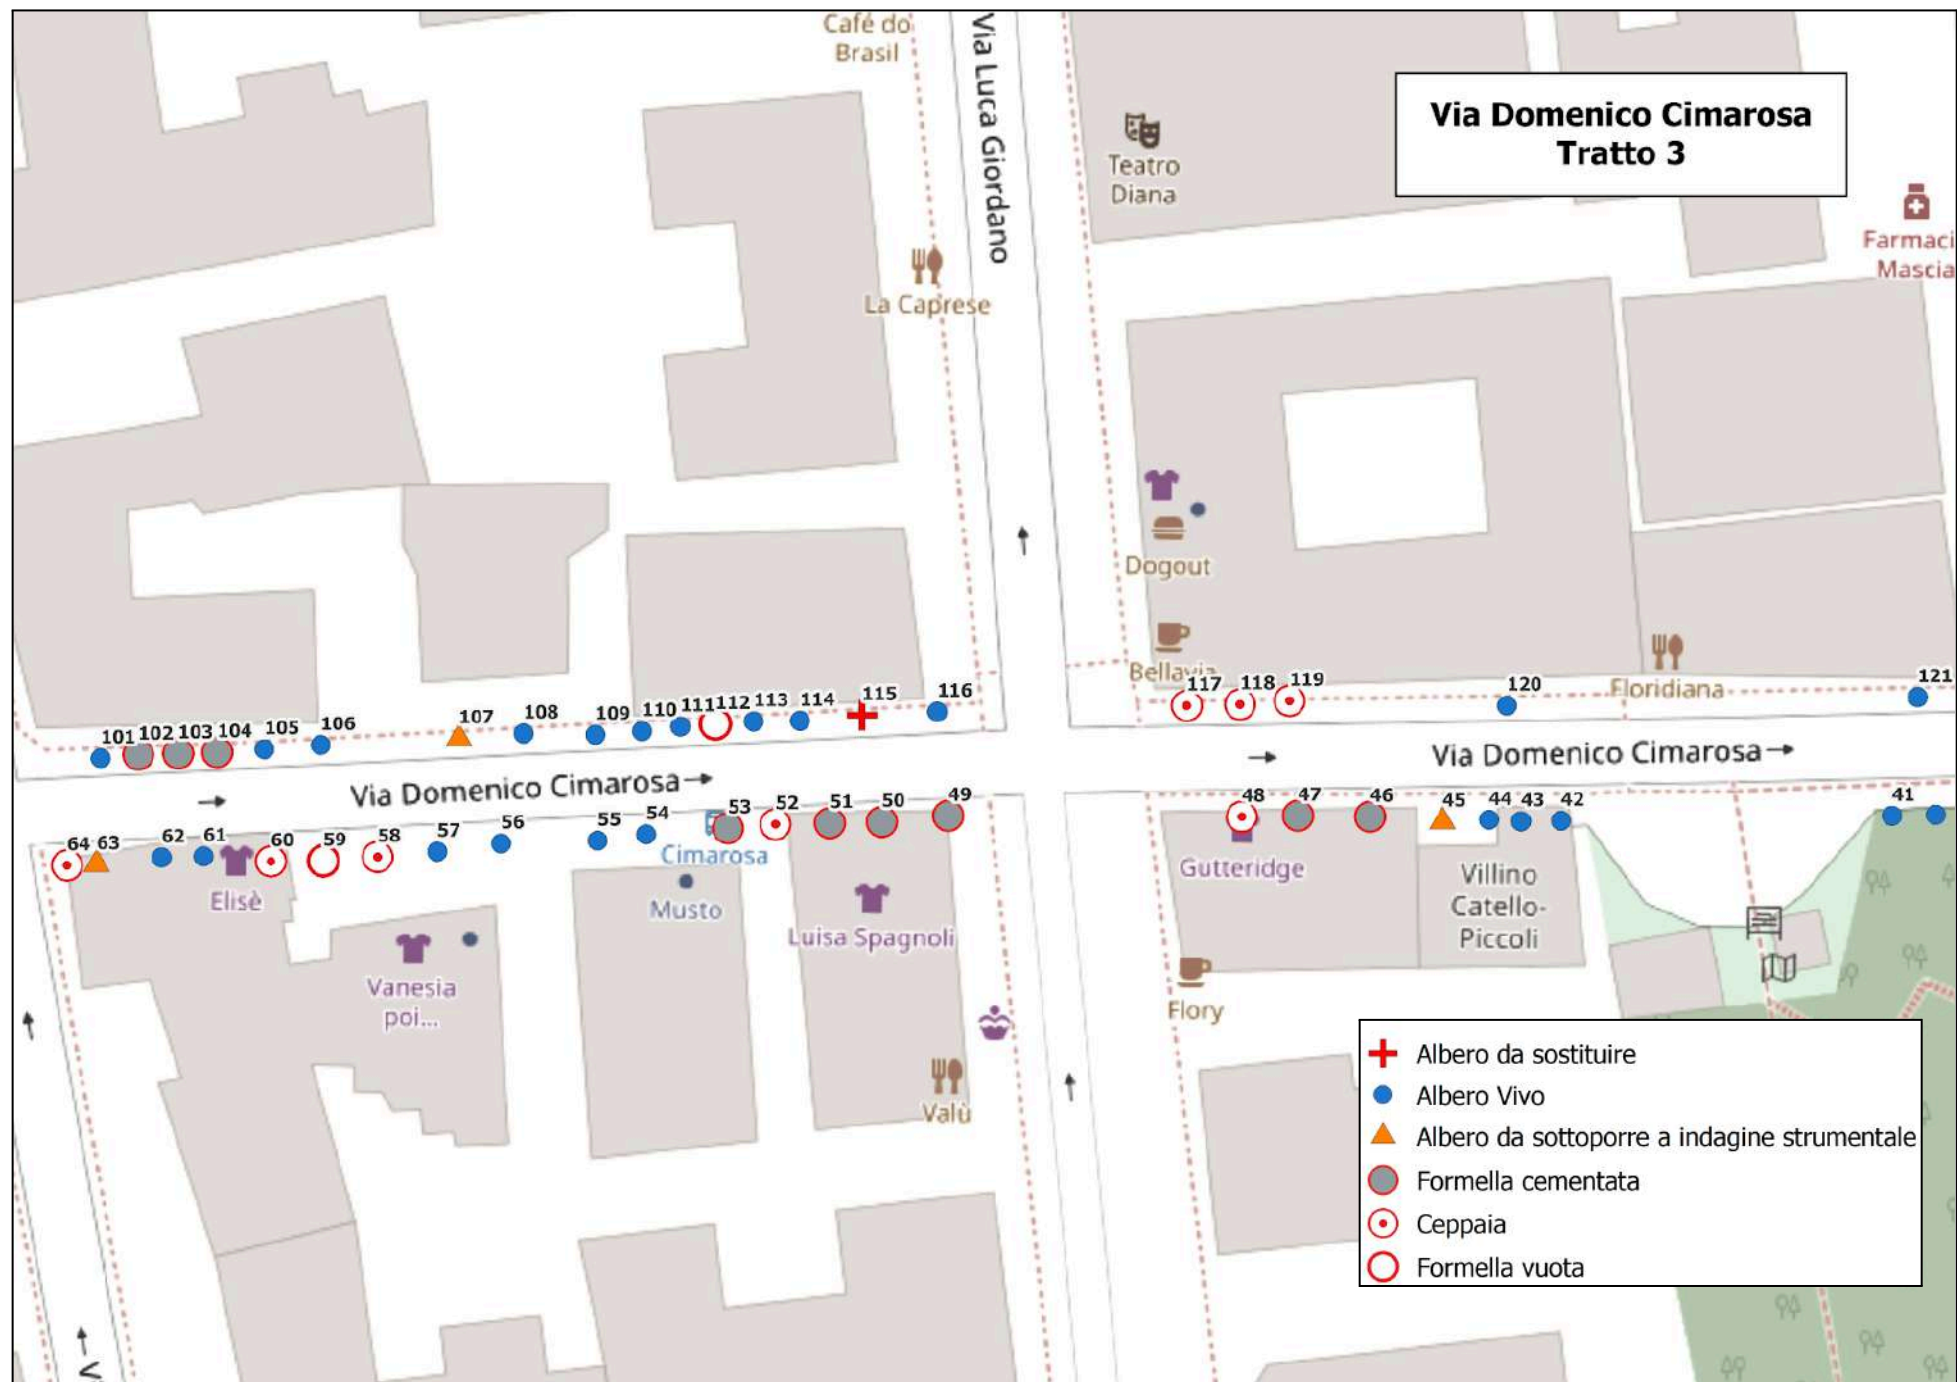 Café do
Brasil
Via Luca Giordano
Via Domenico Cimarosa
Tratto 3
Teatro
Diana
Farmaci
Mascia
La Caprese
Dogout
Bellavia
Floridiana
101 102 103 104 105 106 107 108 109 110 111 112 113 114 115 116 117 118 119 120 121
Via Domenico Cimarosa
Via Domenico Cimarosa
64 63 62 61 60 59 58 57 56 55 54 53 52 51 50 49 48 47 46 45 44 43 42 41
Cimarosa
Elisè
Musto
Luisa Spagnoli
Gutteridge
Villino
Catello-
Piccoli
Vanesia
poi...
Flory
Valù
Albero da sostituire
Albero Vivo
Albero da sottoporre a indagine strumentale
Formella cementata
Ceppaia
Formella vuota